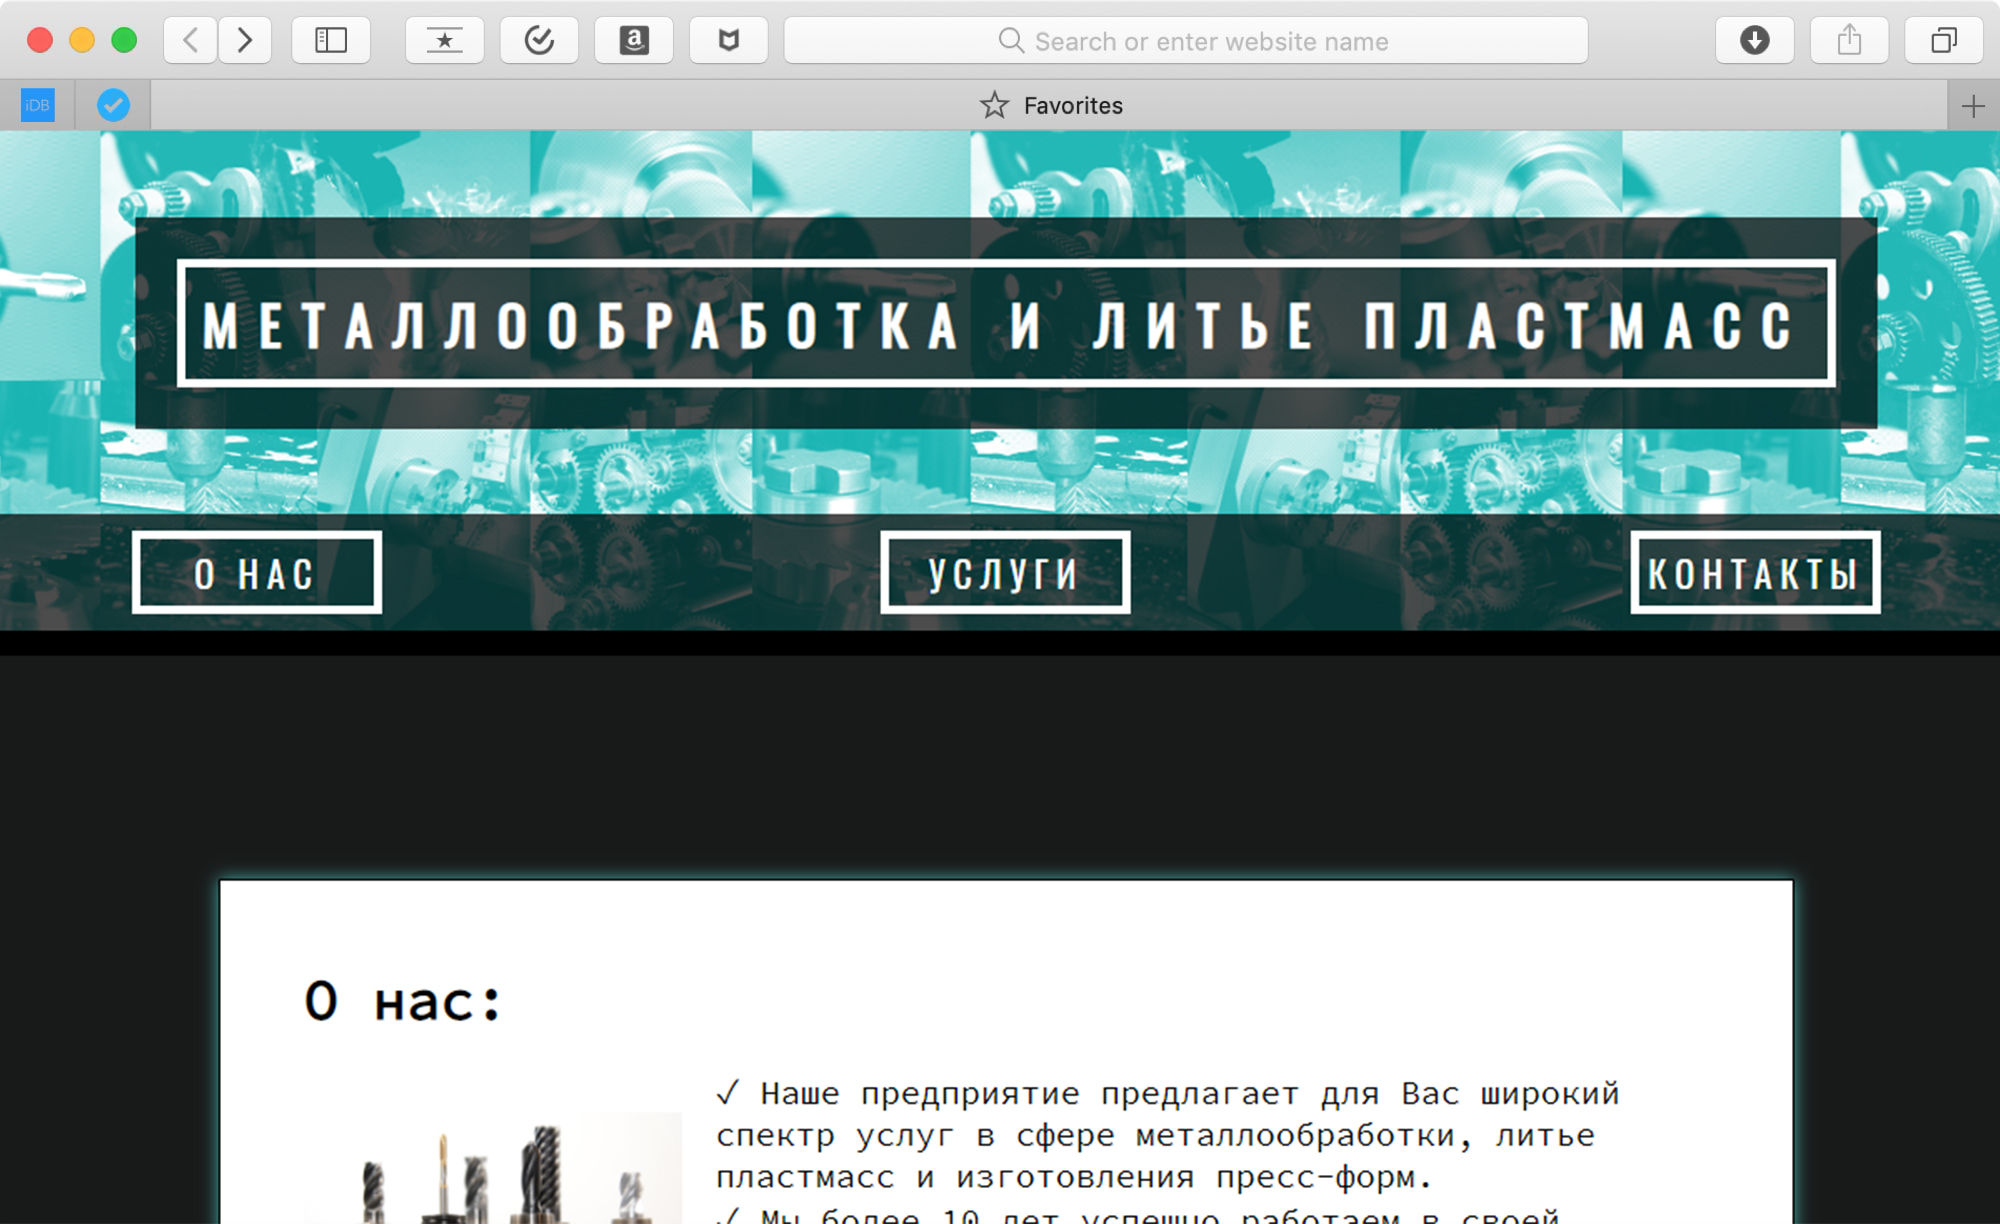 Search or enter website name
iDB
Favorites
МЕТАЛЛООБРАБОТКА И ЛИТЬЕ ПЛАСТМАСС
О НАС
УСЛУГИ
КОНТАКТЫ
О нас:
✓ Наше предприятие предлагает для Вас широкий
спектр услуг в сфере металлообработки, литье
пластмасс и изготовления пресс-форм.
✓ Мы более 10 лет успешно работаем в своей